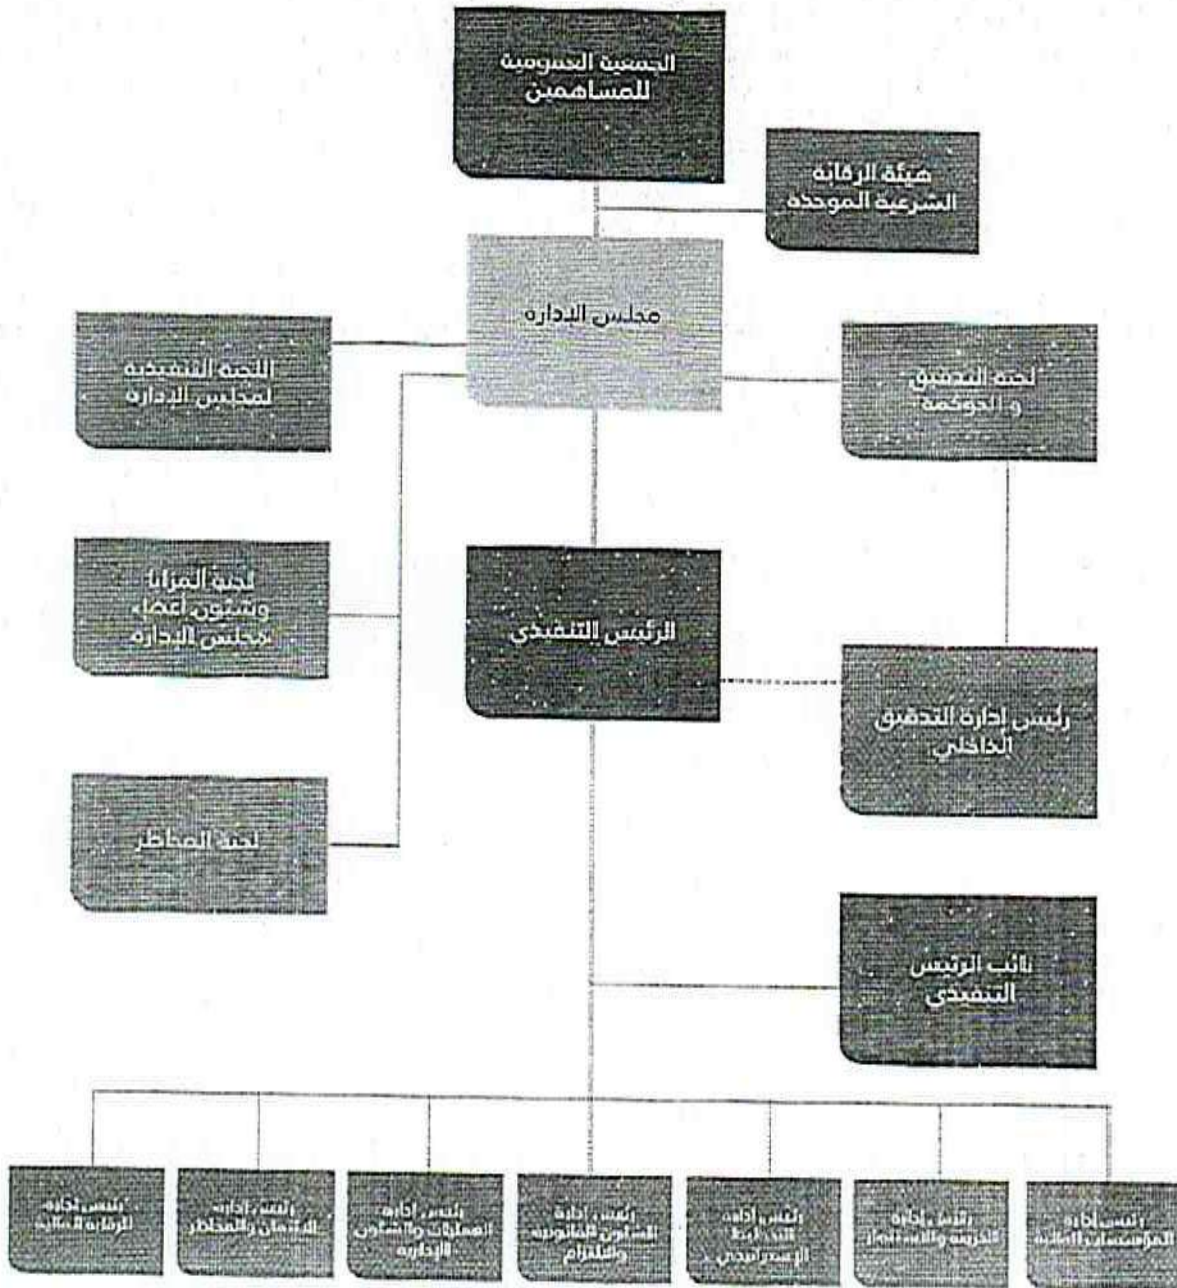 الجمعية العمومية
للمساهمين
هيئة الرقابة
الشرعية الموحدة
مجلس الإدارة
اللجنة التنفيذية
لمجلس الإدارة
لجنة التدقيق
و الحوكمة
لجنة المزايا
وشئون أعضاء
مجلس الإدارة
الرئيس التنفيذي
رئيس إدارة التدقيق
الداخلي
لجنة المخاطر
نائب الرئيس
التنفيذي
رئيس إدارة
المؤسسات المالية
رئيس إدارة
الخزينة والاستثمار
رئيس إدارة
التخطيط
الإستراتيجي
رئيس إدارة
الشئون القانونية
والالتزام
رئيس إدارة
العمليات والشئون
الإدارية
رئيس إدارة
الائتمان والمخاطر
رئيس إدارة
الرقابة المالية